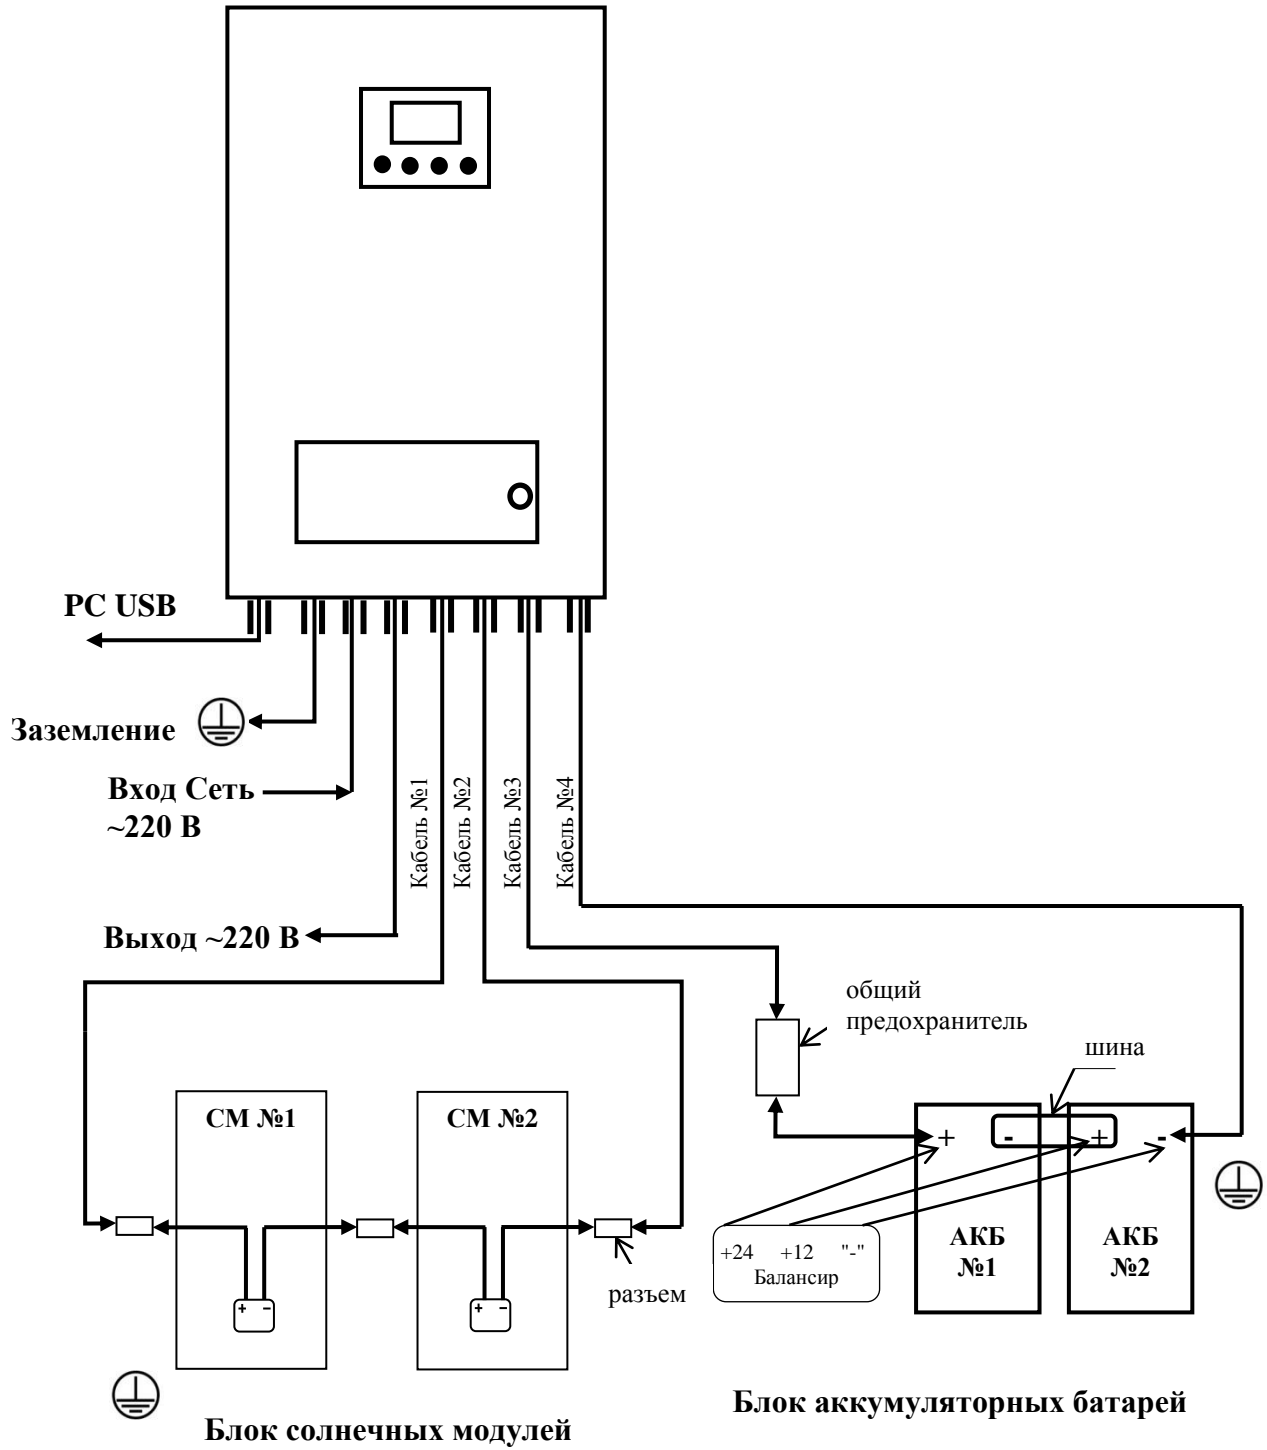 PC USB
Заземление
Вход Сеть
~220 В
Кабель №1
Кабель №2
Кабель №3
Кабель №4
Выход ~220 В
общий
предохранитель
шина
СМ №1
СМ №2
+ - + -
+24 +12 "-"
Балансир
АКБ
№1
АКБ
№2
разъем
+ −
+ −
Блок солнечных модулей
Блок аккумуляторных батарей